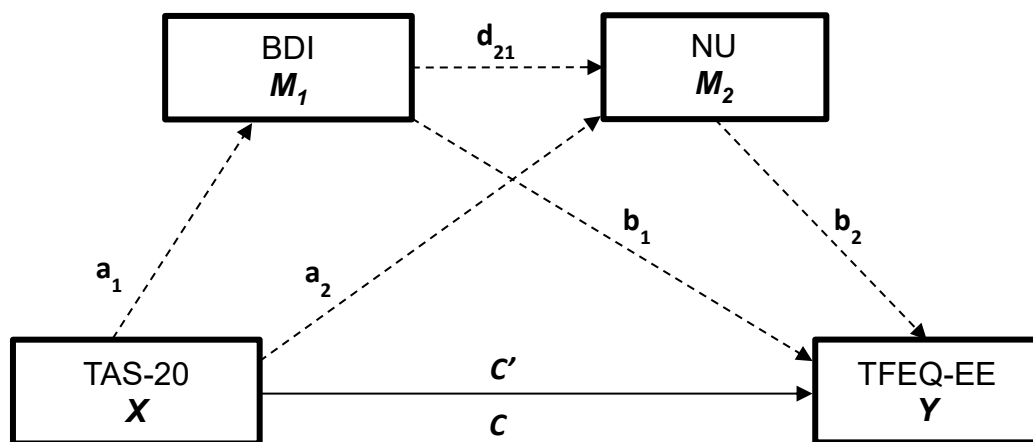 BDI
M₁
d₂₁
NU
M₂
a₁
a₂
b₁
b₂
TAS-20
X
C’
C
TFEQ-EE
Y